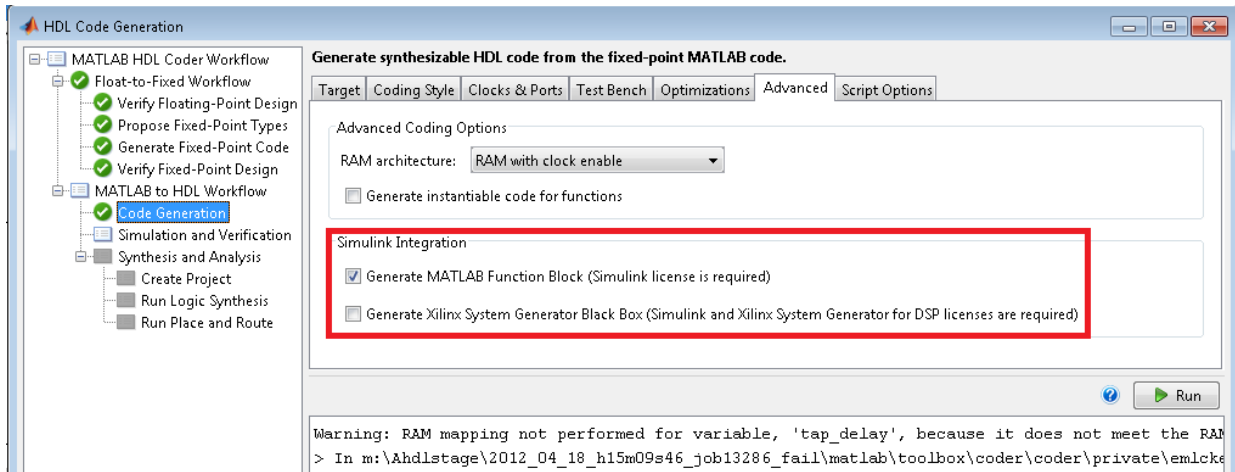 HDL Code Generation
MATLAB HDL Coder Workflow
Float-to-Fixed Workflow
Verify Floating-Point Design
Propose Fixed-Point Types
Generate Fixed-Point Code
Verify Fixed-Point Design
MATLAB to HDL Workflow
Code Generation
Simulation and Verification
Synthesis and Analysis
Create Project
Run Logic Synthesis
Run Place and Route
Generate synthesizable HDL code from the fixed-point MATLAB code.
Target Coding Style Clocks & Ports Test Bench Optimizations Advanced Script Options
Advanced Coding Options
RAM architecture: RAM with clock enable
Generate instantiable code for functions
Simulink Integration
Generate MATLAB Function Block (Simulink license is required)
Generate Xilinx System Generator Black Box (Simulink and Xilinx System Generator for DSP licenses are required)
Run
Warning: RAM mapping not performed for variable, 'tap_delay', because it does not meet the RAM
> In m:\Ahdlstage\2012_04_18_h15m09s46_job13286_fail\matlab\toolbox\coder\coder\private\emlcke